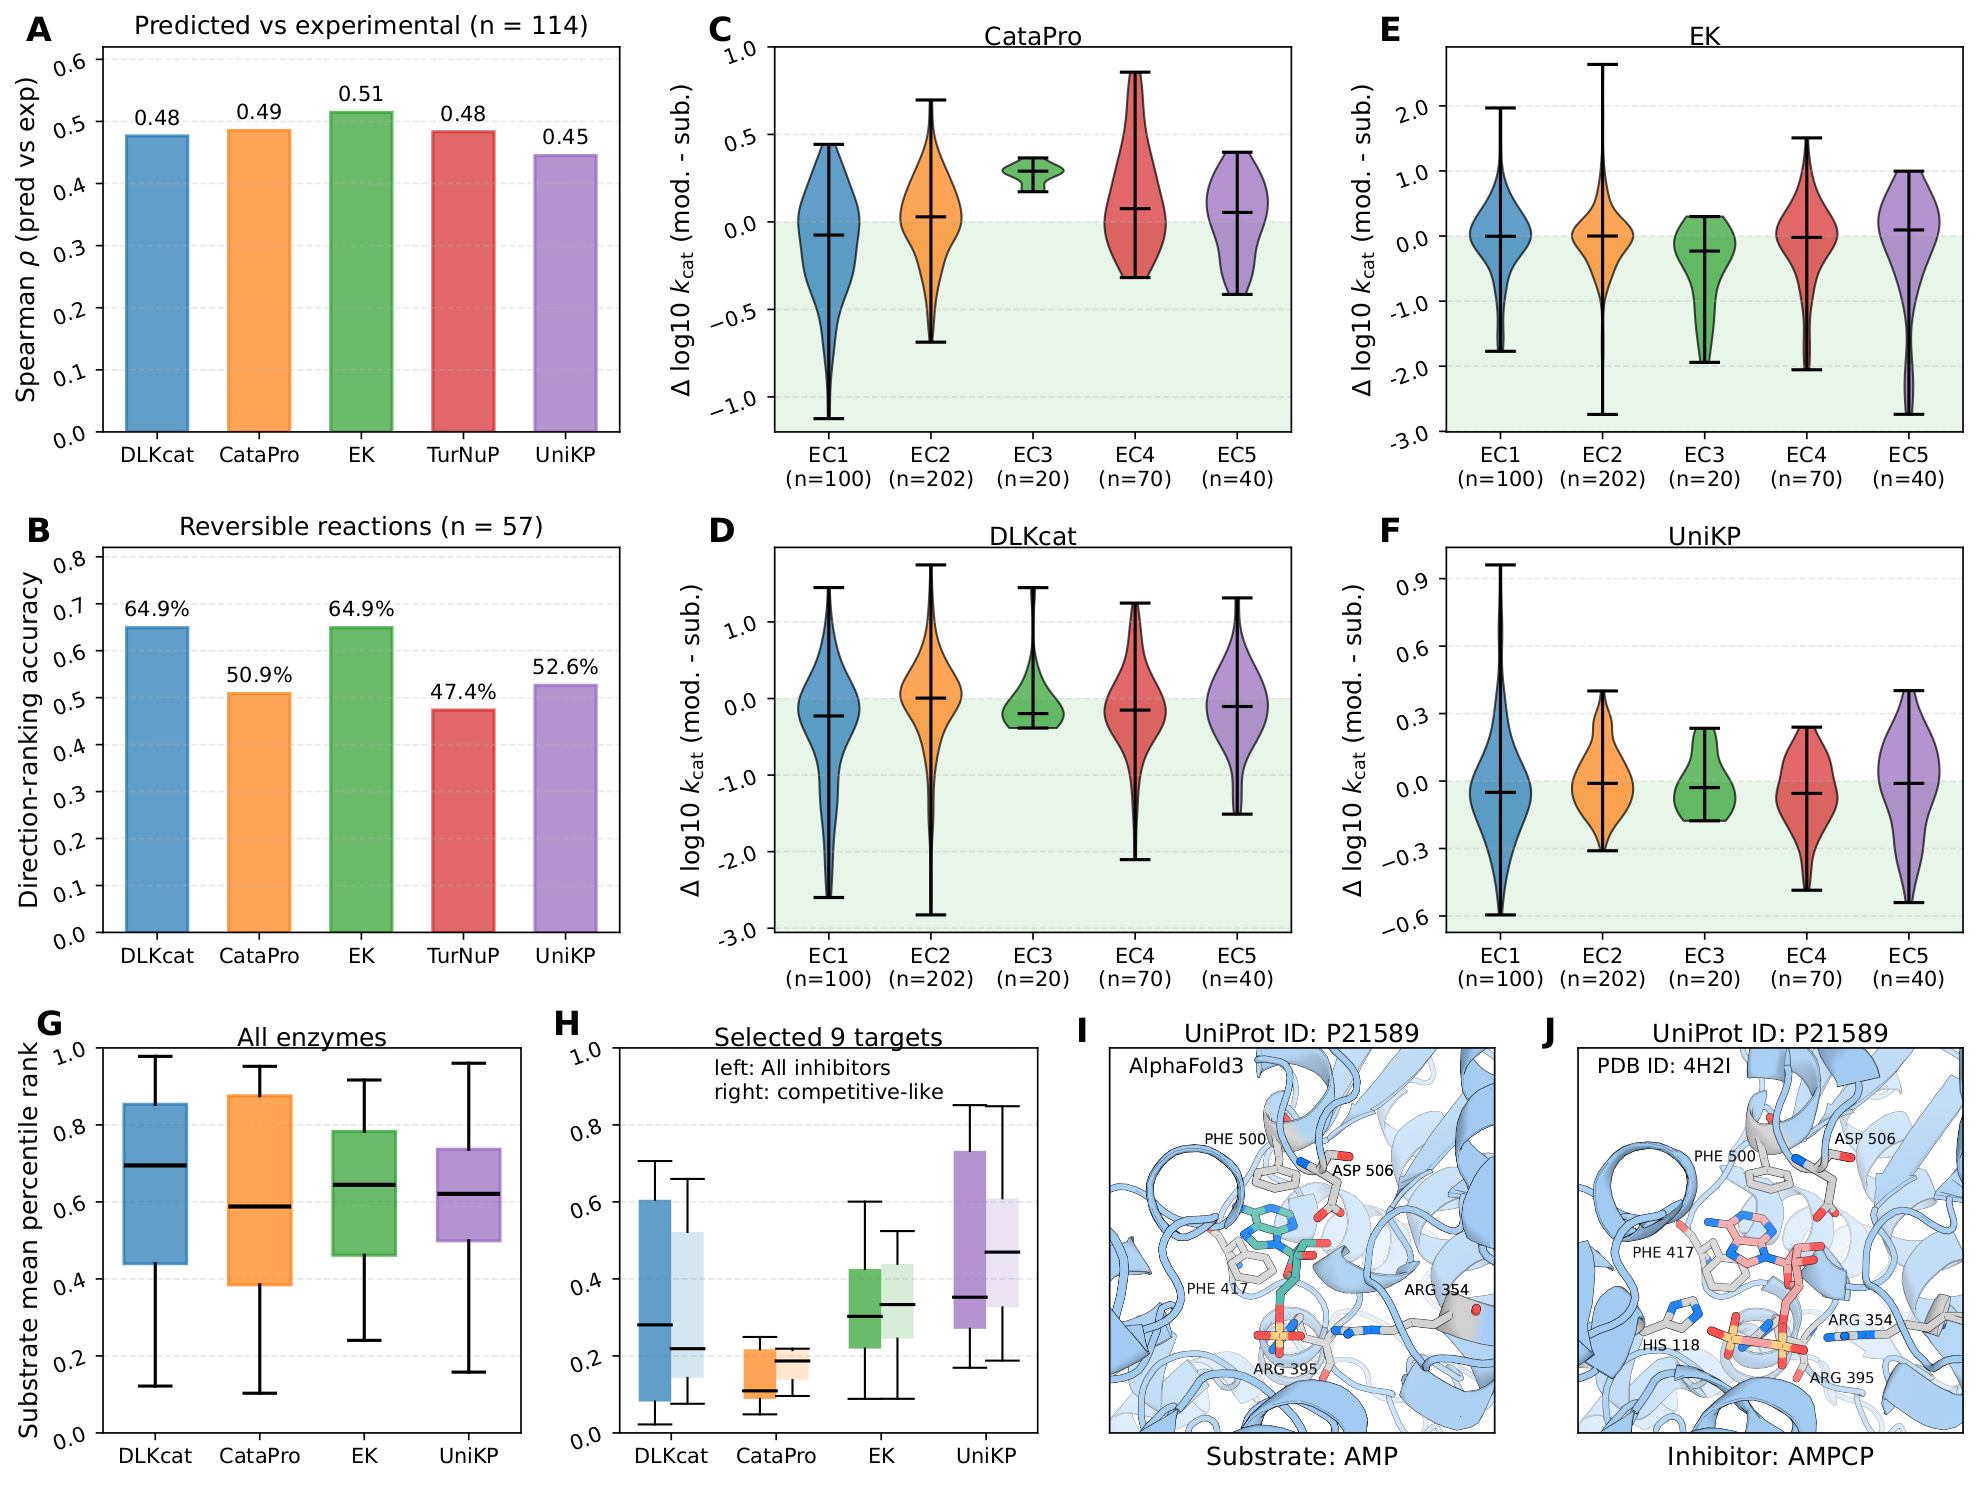 A
Predicted vs experimental (n = 114)
Spearman ρ (pred vs exp)
0.6
0.5
0.4
0.3
0.2
0.1
0.0
0.48
0.49
0.51
0.48
0.45
DLKcat
CataPro
EK
TurNuP
UniKP
C
CataPro
Δ log10 kcat (mod. - sub.)
1.0
0.5
0.0
−0.5
−1.0
EC1
(n=100)
EC2
(n=202)
EC3
(n=20)
EC4
(n=70)
EC5
(n=40)
E
EK
Δ log10 kcat (mod. - sub.)
2.0
1.0
0.0
-1.0
-2.0
-3.0
EC1
(n=100)
EC2
(n=202)
EC3
(n=20)
EC4
(n=70)
EC5
(n=40)
B
Reversible reactions (n = 57)
Direction-ranking accuracy
0.8
0.7
0.6
0.5
0.4
0.3
0.2
0.1
0.0
64.9%
50.9%
64.9%
47.4%
52.6%
DLKcat
CataPro
EK
TurNuP
UniKP
D
DLKcat
Δ log10 kcat (mod. - sub.)
1.0
0.0
-1.0
-2.0
-3.0
EC1
(n=100)
EC2
(n=202)
EC3
(n=20)
EC4
(n=70)
EC5
(n=40)
F
UniKP
Δ log10 kcat (mod. - sub.)
0.9
0.6
0.3
0.0
−0.3
−0.6
EC1
(n=100)
EC2
(n=202)
EC3
(n=20)
EC4
(n=70)
EC5
(n=40)
G
All enzymes
Substrate mean percentile rank
1.0
0.8
0.6
0.4
0.2
0.0
DLKcat
CataPro
EK
UniKP
H
Selected 9 targets
left: All inhibitors
right: competitive-like
1.0
0.8
0.6
0.4
0.2
0.0
DLKcat
CataPro
EK
UniKP
I
UniProt ID: P21589
AlphaFold3
PHE 500
ASP 506
PHE 417
ARG 354
ARG 395
Substrate: AMP
J
UniProt ID: P21589
PDB ID: 4H2I
ASP 506
PHE 500
PHE 417
ARG 354
HIS 118
ARG 395
Inhibitor: AMPCP